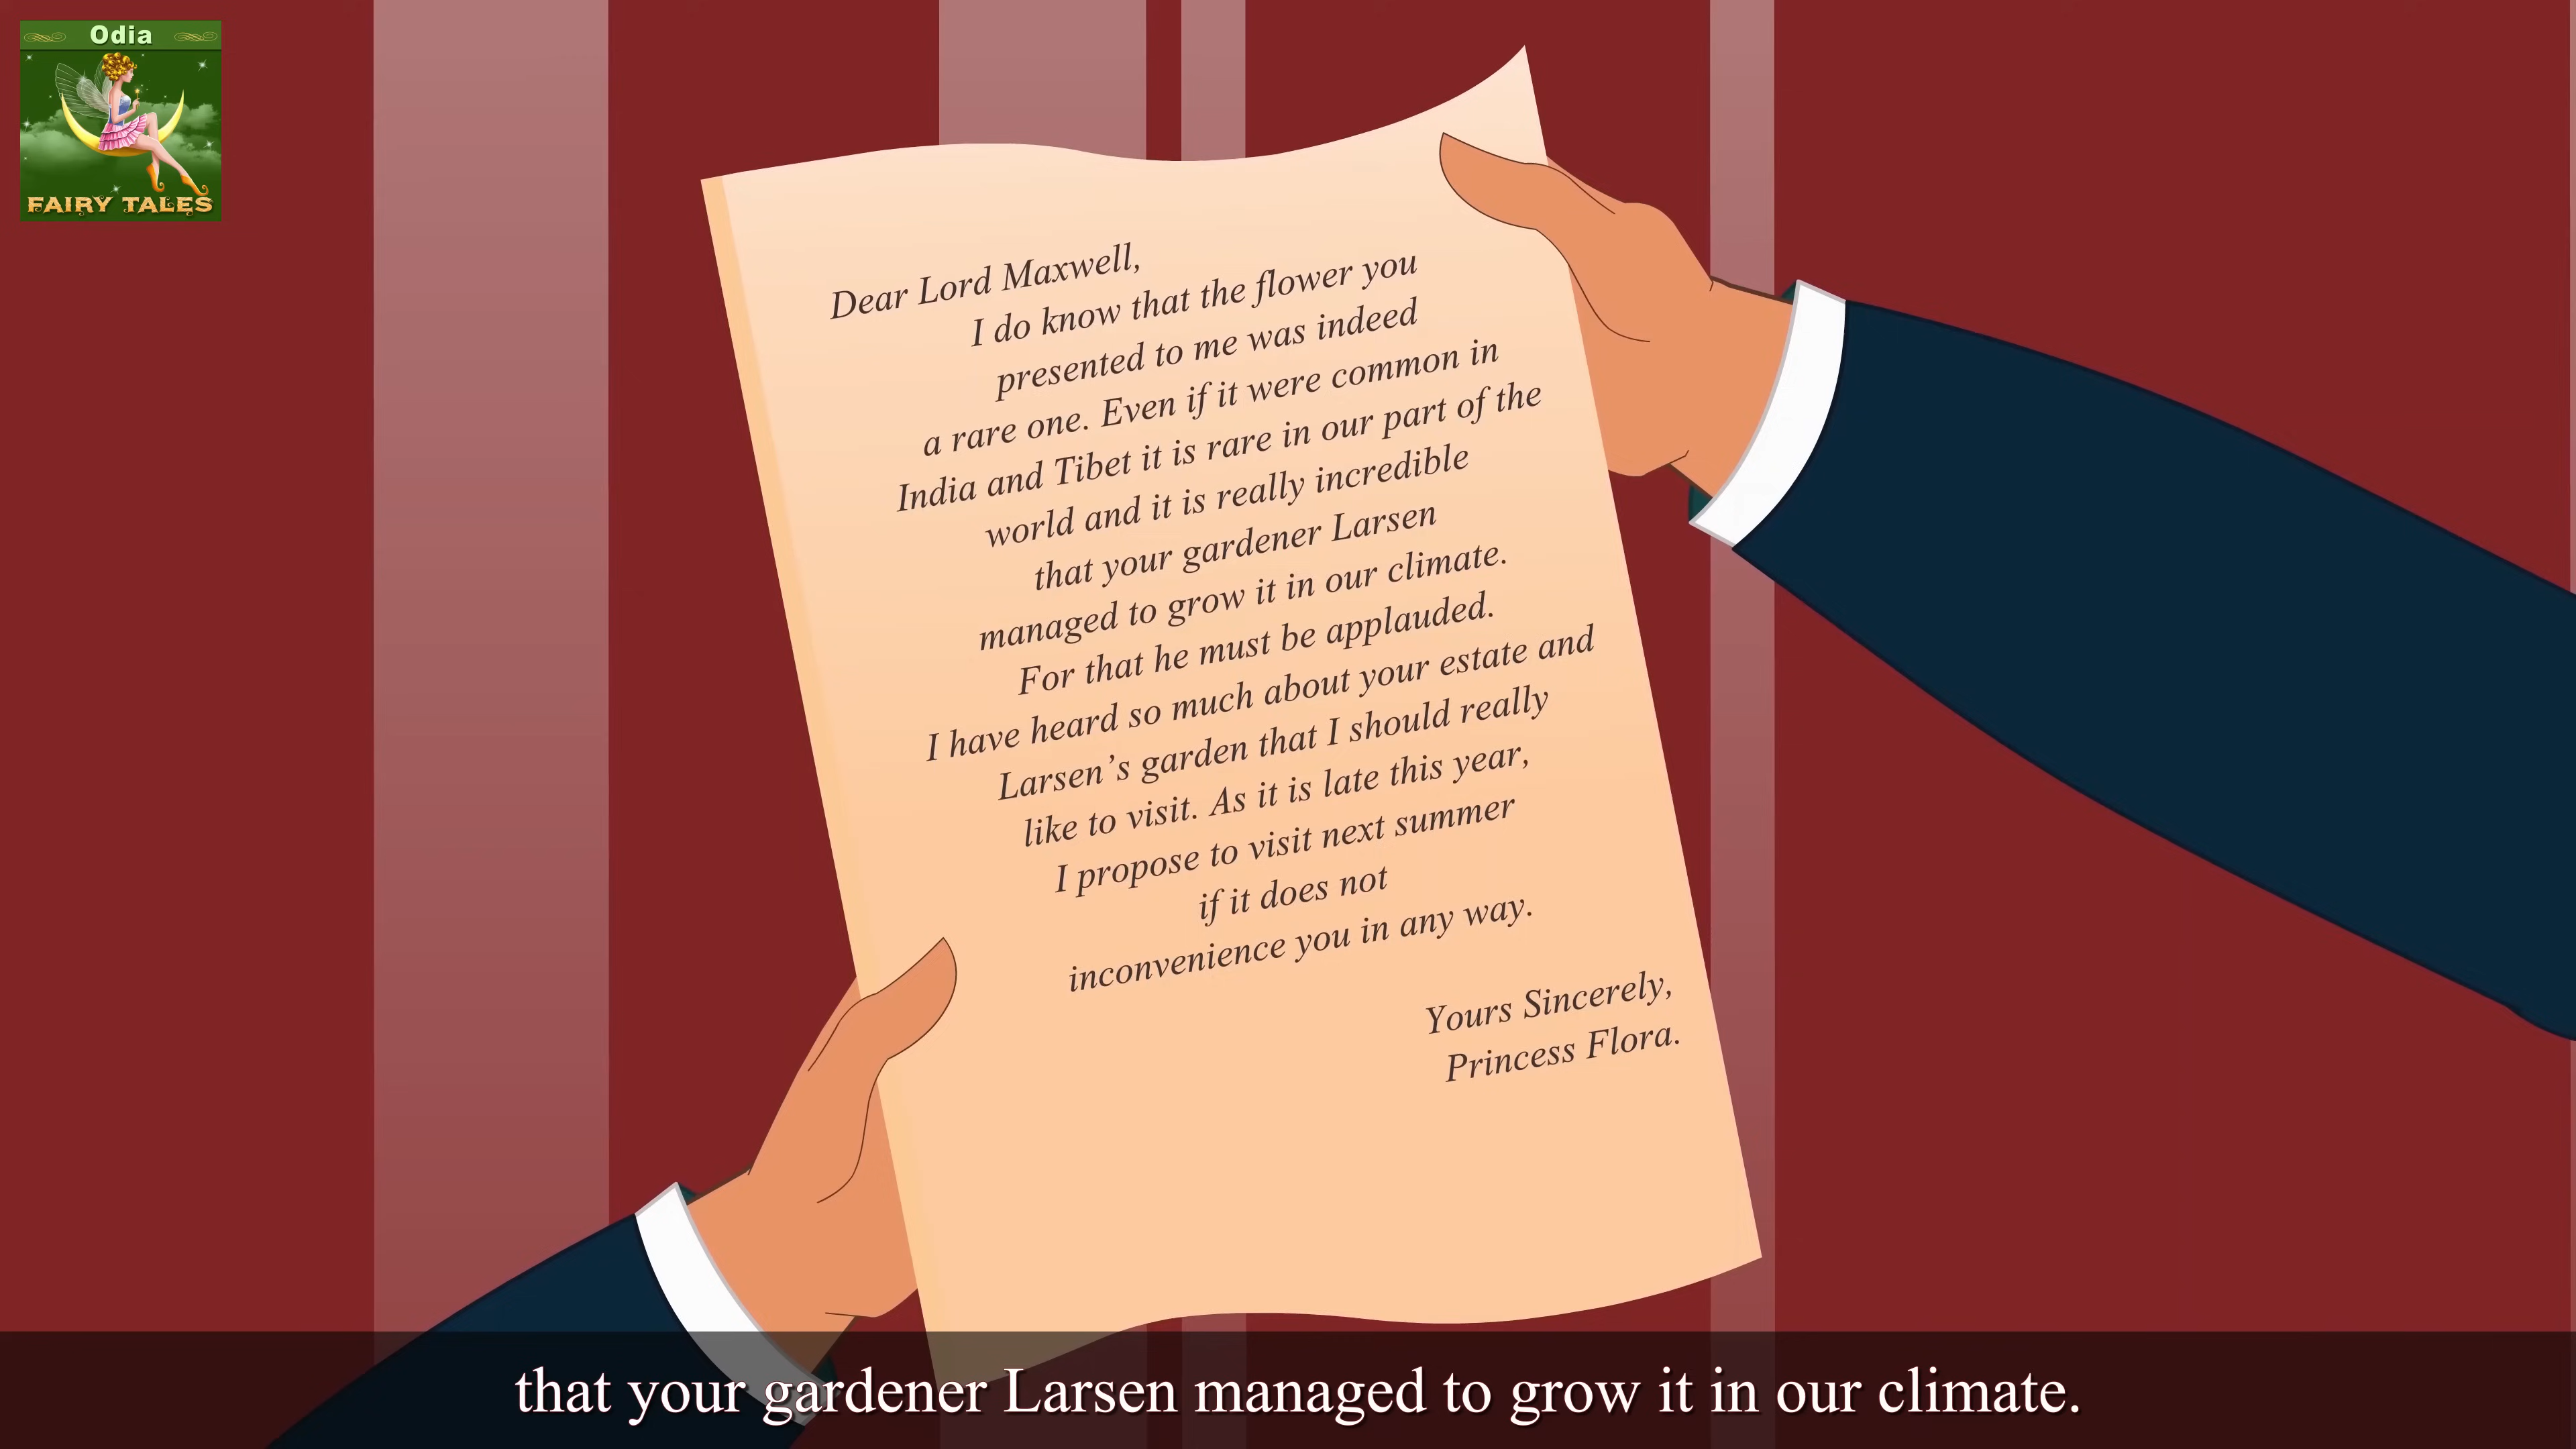 Odia
FAIRY TALES
Dear Lord Maxwell,
I do know that the flower you
presented to me was indeed
a rare one. Even if it were common in
India and Tibet it is rare in our part of the
world and it is really incredible
that your gardener Larsen
managed to grow it in our climate.
For that he must be applauded.
I have heard so much about your estate and
Larsen’s garden that I should really
like to visit. As it is late this year,
I propose to visit next summer
if it does not
inconvenience you in any way.
Yours Sincerely,
Princess Flora.
that your gardener Larsen managed to grow it in our climate.